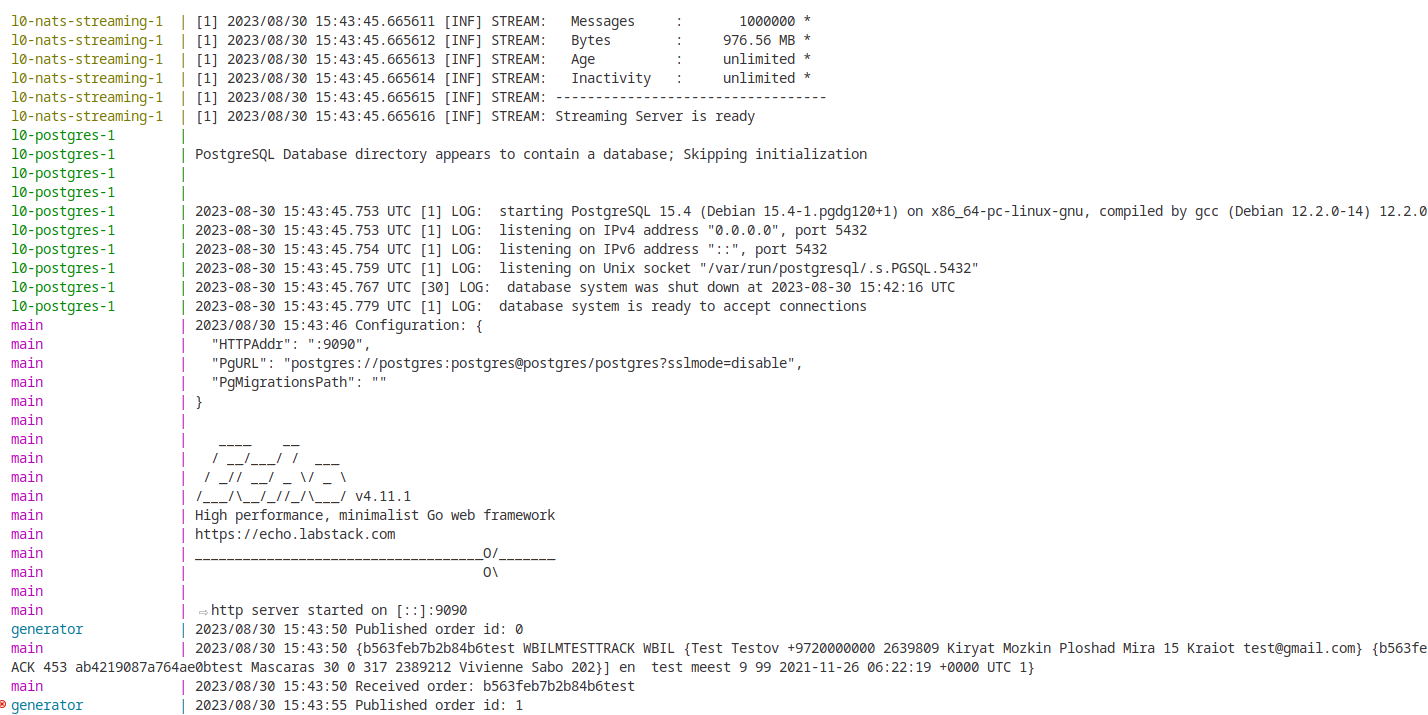 l0-nats-streaming-1  | [1] 2023/08/30 15:43:45.665611 [INF] STREAM:   Messages     :       1000000 *
l0-nats-streaming-1  | [1] 2023/08/30 15:43:45.665612 [INF] STREAM:   Bytes        :     976.56 MB *
l0-nats-streaming-1  | [1] 2023/08/30 15:43:45.665613 [INF] STREAM:   Age          :     unlimited *
l0-nats-streaming-1  | [1] 2023/08/30 15:43:45.665614 [INF] STREAM:   Inactivity   :     unlimited *
l0-nats-streaming-1  | [1] 2023/08/30 15:43:45.665615 [INF] STREAM: ----------------------------------
l0-nats-streaming-1  | [1] 2023/08/30 15:43:45.665616 [INF] STREAM: Streaming Server is ready
l0-postgres-1        |
l0-postgres-1        | PostgreSQL Database directory appears to contain a database; Skipping initialization
l0-postgres-1        |
l0-postgres-1        |
l0-postgres-1        | 2023-08-30 15:43:45.753 UTC [1] LOG:  starting PostgreSQL 15.4 (Debian 15.4-1.pgdg120+1) on x86_64-pc-linux-gnu, compiled by gcc (Debian 12.2.0-14) 12.2.0
l0-postgres-1        | 2023-08-30 15:43:45.753 UTC [1] LOG:  listening on IPv4 address "0.0.0.0", port 5432
l0-postgres-1        | 2023-08-30 15:43:45.754 UTC [1] LOG:  listening on IPv6 address "::", port 5432
l0-postgres-1        | 2023-08-30 15:43:45.759 UTC [1] LOG:  listening on Unix socket "/var/run/postgresql/.s.PGSQL.5432"
l0-postgres-1        | 2023-08-30 15:43:45.767 UTC [30] LOG:  database system was shut down at 2023-08-30 15:42:16 UTC
l0-postgres-1        | 2023-08-30 15:43:45.779 UTC [1] LOG:  database system is ready to accept connections
main                 | 2023/08/30 15:43:46 Configuration: {
main                 |   "HTTPAddr": ":9090",
main                 |   "PgURL": "postgres://postgres:postgres@postgres/postgres?sslmode=disable",
main                 |   "PgMigrationsPath": ""
main                 | }
main                 |
main                 |    ____    __
main                 |   / __/___/ /  ___
main                 |  / _// __/ _ \/ _ \
main                 | /___/\__/_//_/\___/ v4.11.1
main                 | High performance, minimalist Go web framework
main                 | https://echo.labstack.com
main                 | ____________________________________O/_______
main                 |                                     O\
main                 |
main                 | ⇨ http server started on [::]:9090
generator            | 2023/08/30 15:43:50 Published order id: 0
main                 | 2023/08/30 15:43:50 {b563feb7b2b84b6test WBILMTESTTRACK WBIL {Test Testov +9720000000 2639809 Kiryat Mozkin Ploshad Mira 15 Kraiot test@gmail.com} {b563fe
ACK 453 ab4219087a764ae0btest Mascaras 30 0 317 2389212 Vivienne Sabo 202}] en  test meest 9 99 2021-11-26 06:22:19 +0000 UTC 1}
main                 | 2023/08/30 15:43:50 Received order: b563feb7b2b84b6test
generator            | 2023/08/30 15:43:55 Published order id: 1